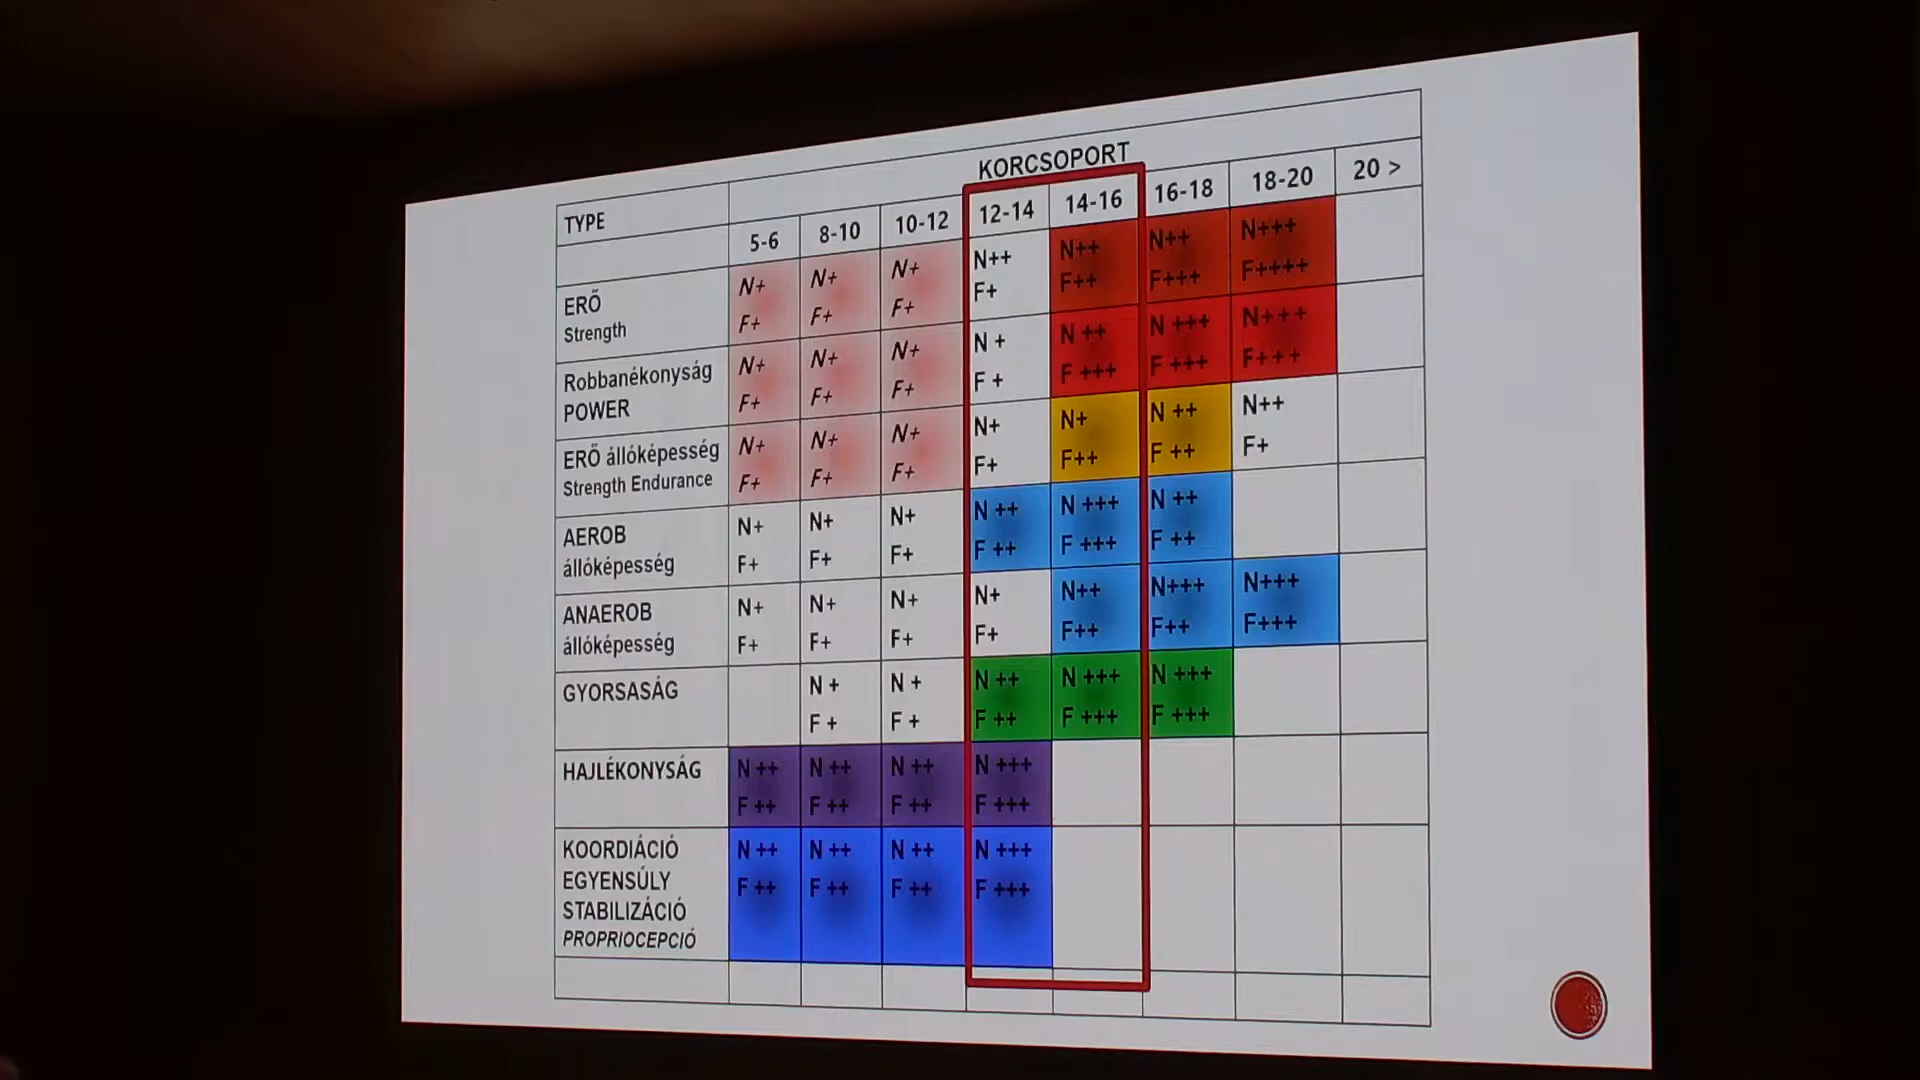 KORCSOPORT
TYPE 5-6 8-10 10-12 12-14 14-16 16-18 18-20 20 >
ERŐ
Strength
N+ N+ N+ N++ N++ N++ N+++
F+ F+ F+ F+ F++ F+++ F++++
Robbanékonyság
POWER
N+ N+ N+ N + N ++ N +++ N+++
F+ F+ F+ F + F +++ F +++ F+++
ERŐ állóképesség
Strength Endurance
N+ N+ N+ N+ N+ N ++ N++
F+ F+ F+ F+ F++ F ++ F+
AEROB
állóképesség
N+ N+ N+ N ++ N +++ N ++
F+ F+ F+ F ++ F +++ F ++
ANAEROB
állóképesség
N+ N+ N+ N+ N++ N+++ N+++
F+ F+ F+ F+ F++ F++ F+++
GYORSASÁG
N + N + N ++ N +++ N +++
F + F + F ++ F +++ F +++
HAJLÉKONYSÁG
N ++ N ++ N ++ N +++
F ++ F ++ F ++ F +++
KOORDIÁCIÓ
EGYENSÚLY
STABILIZÁCIÓ
PROPRIOCEPCIÓ
N ++ N ++ N ++ N +++
F ++ F ++ F ++ F +++